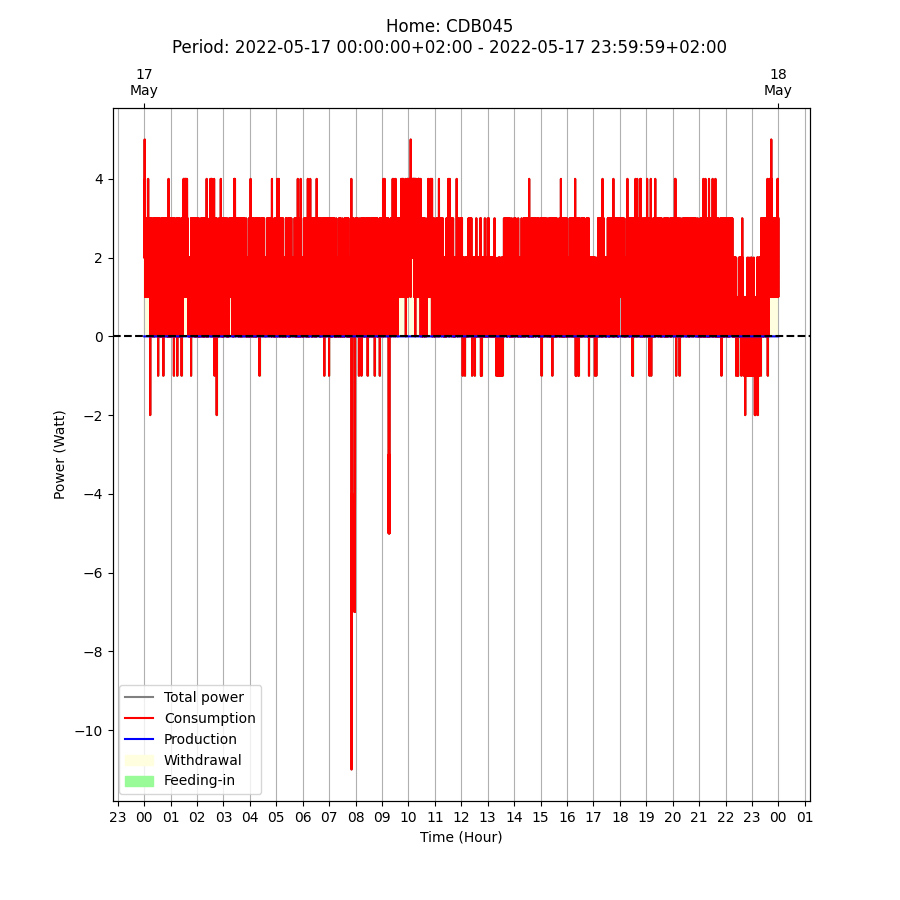 Home: CDB045
Period: 2022-05-17 00:00:00+02:00 - 2022-05-17 23:59:59+02:00
17
May
18
May
4
2
0
−2
−4
−6
−8
−10
Power (Watt)
Total power
Consumption
Production
Withdrawal
Feeding-in
23 00 01 02 03 04 05 06 07 08 09 10 11 12 13 14 15 16 17 18 19 20 21 22 23 00 01
Time (Hour)